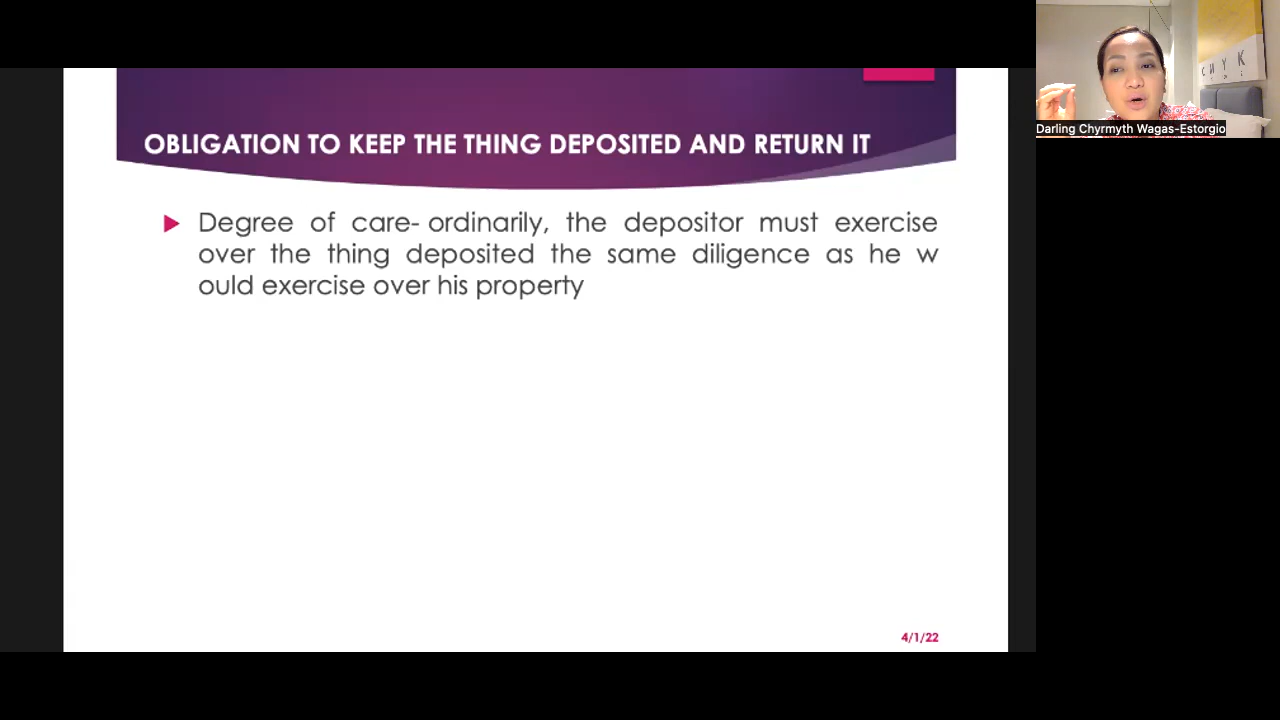 OBLIGATION TO KEEP THE THING DEPOSITED AND RETURN IT
Degree of care- ordinarily, the depositor must exercise
over the thing deposited the same diligence as he w
ould exercise over his property
4/1/22
Darling Chyrmyth Wagas-Estorgio